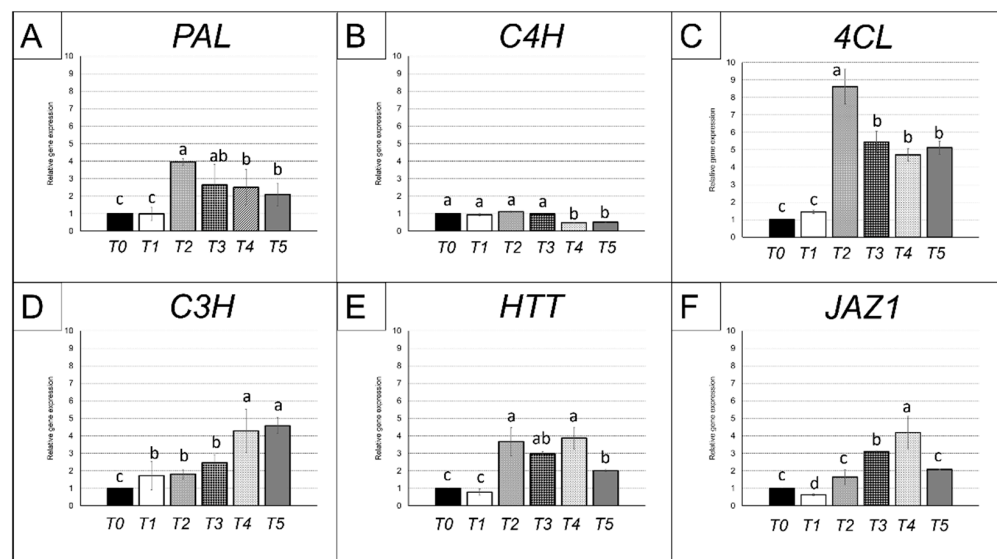 A PAL
B C4H
C 4CL
Relative gene expression
10
9
8
7
6
5
4
3
2
1
0
c c a ab b b
T0 T1 T2 T3 T4 T5
Relative gene expression
10
9
8
7
6
5
4
3
2
1
0
a a a a b b
T0 T1 T2 T3 T4 T5
Relative gene expression
10
9
8
7
6
5
4
3
2
1
0
c c a b b b
T0 T1 T2 T3 T4 T5
D C3H
E HTT
F JAZ1
Relative gene expression
10
9
8
7
6
5
4
3
2
1
0
c b b b a a
T0 T1 T2 T3 T4 T5
Relative gene expression
10
9
8
7
6
5
4
3
2
1
0
c c a ab a b
T0 T1 T2 T3 T4 T5
Relative gene expression
10
9
8
7
6
5
4
3
2
1
0
c d c b a c
T0 T1 T2 T3 T4 T5